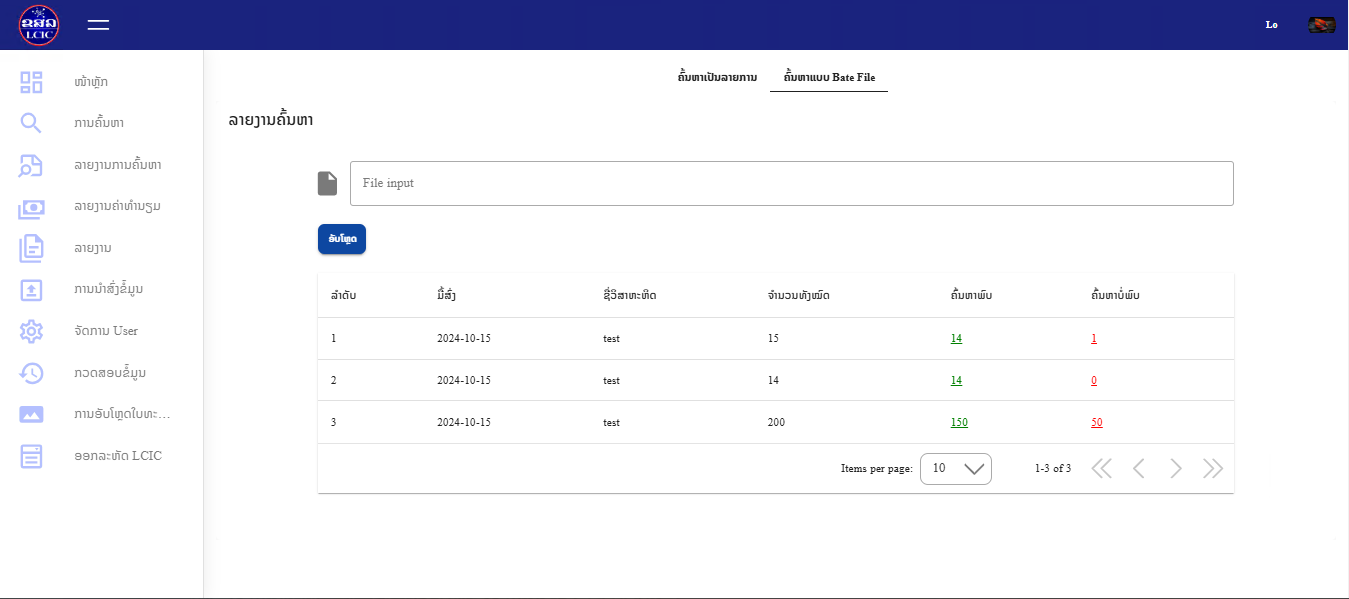 ຂສລ
LCIC
Lo
ໜ້າຫຼັກ
ການຄົ້ນຫາ
ລາຍງານການຄົ້ນຫາ
ລາຍງານຄ່າທຳນຽມ
ລາຍງານ
ການນຳສົ່ງຂໍ້ມູນ
ຈັດການ User
ກວດສອບຂໍ້ມູນ
ການອັບໂຫຼດໃບທະ...
ອອກລະຫັດ LCIC
ຄົ້ນຫາເປັນລາຍການ ຄົ້ນຫາແບບ Bate File
ລາຍງານຄົ້ນຫາ
File input
ອັບໂຫຼດ
ລຳດັບ ມື້ສົ່ງ ຊື່ວິສາຫະກິດ ຈຳນວນທັງໝົດ ຄົ້ນຫາພົບ ຄົ້ນຫາບໍ່ພົບ
1 2024-10-15 test 15 14 1
2 2024-10-15 test 14 14 0
3 2024-10-15 test 200 150 50
Items per page: 10 1-3 of 3